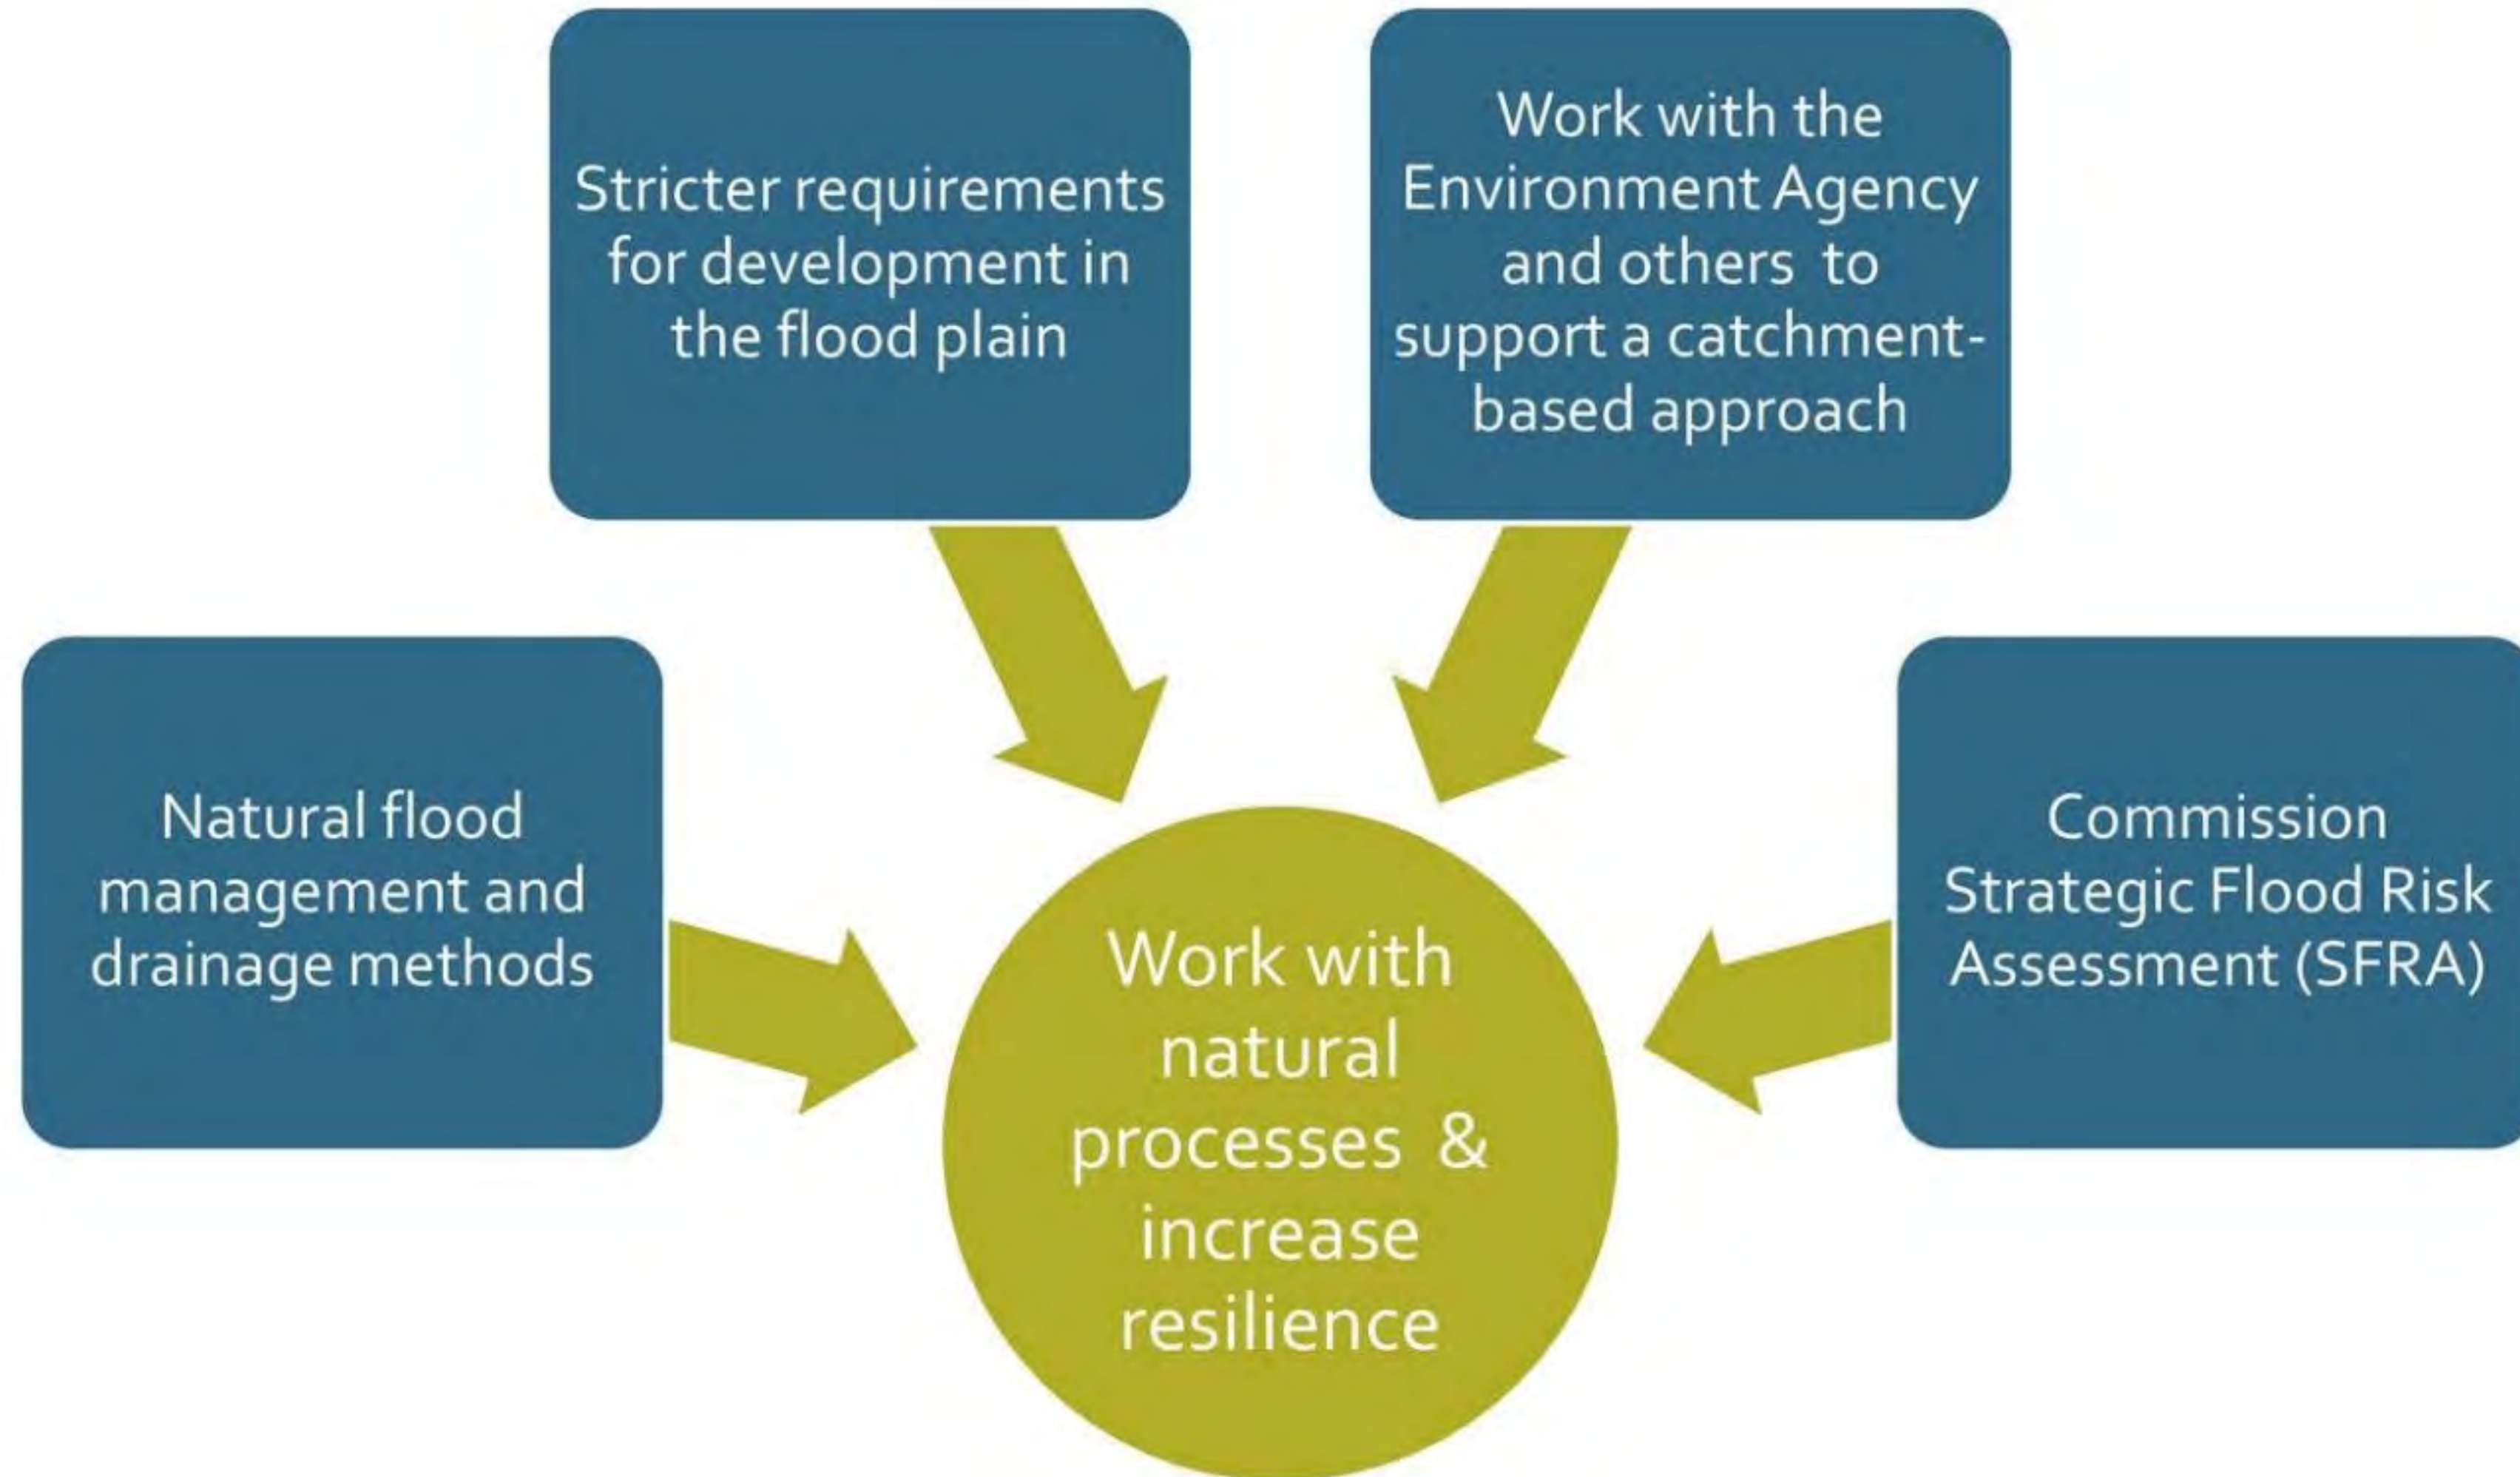 Stricter requirements
for development in
the flood plain
Work with the
Environment Agency
and others to
support a catchment-
based approach
Natural flood
management and
drainage methods
Commission
Strategic Flood Risk
Assessment (SFRA)
Work with
natural
processes &
increase
resilience